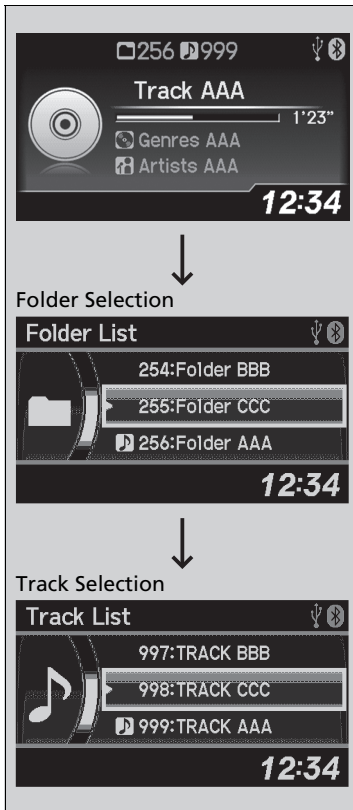 256 999
Track AAA
1'23"
Genres AAA
Artists AAA
12:34
Folder Selection
Folder List
254:Folder BBB
255:Folder CCC
256:Folder AAA
12:34
Track Selection
Track List
997:TRACK BBB
998:TRACK CCC
999:TRACK AAA
12:34